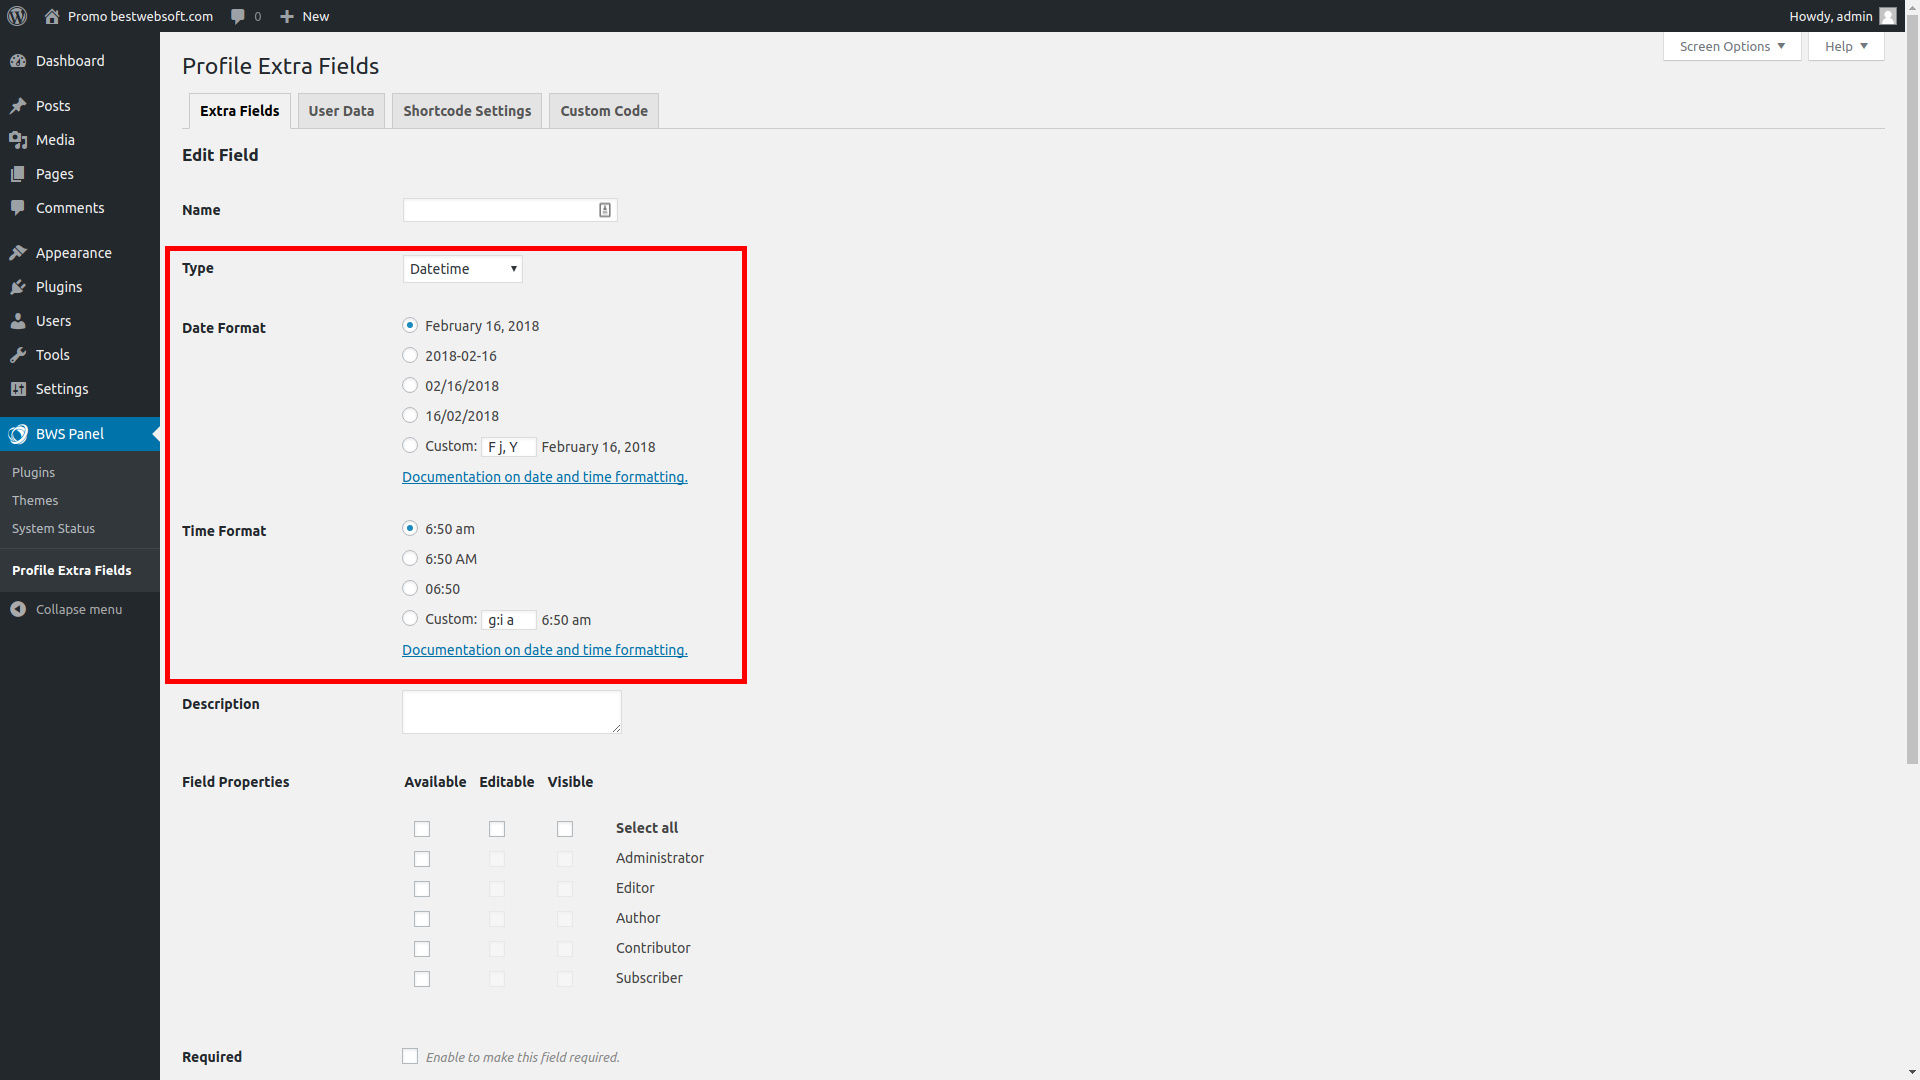 Promo bestwebsoft.com 0 New Howdy, admin
Screen Options Help
Dashboard
Posts
Media
Pages
Comments
Appearance
Plugins
Users
Tools
Settings
BWS Panel
Plugins
Themes
System Status
Profile Extra Fields
Collapse menu
Profile Extra Fields
Extra Fields User Data Shortcode Settings Custom Code
Edit Field
Name
Type Datetime
Date Format February 16, 2018
2018-02-16
02/16/2018
16/02/2018
Custom: F j, Y February 16, 2018
Documentation on date and time formatting.
Time Format 6:50 am
6:50 AM
06:50
Custom: g:i a 6:50 am
Documentation on date and time formatting.
Description
Field Properties Available Editable Visible
Select all
Administrator
Editor
Author
Contributor
Subscriber
Required Enable to make this field required.